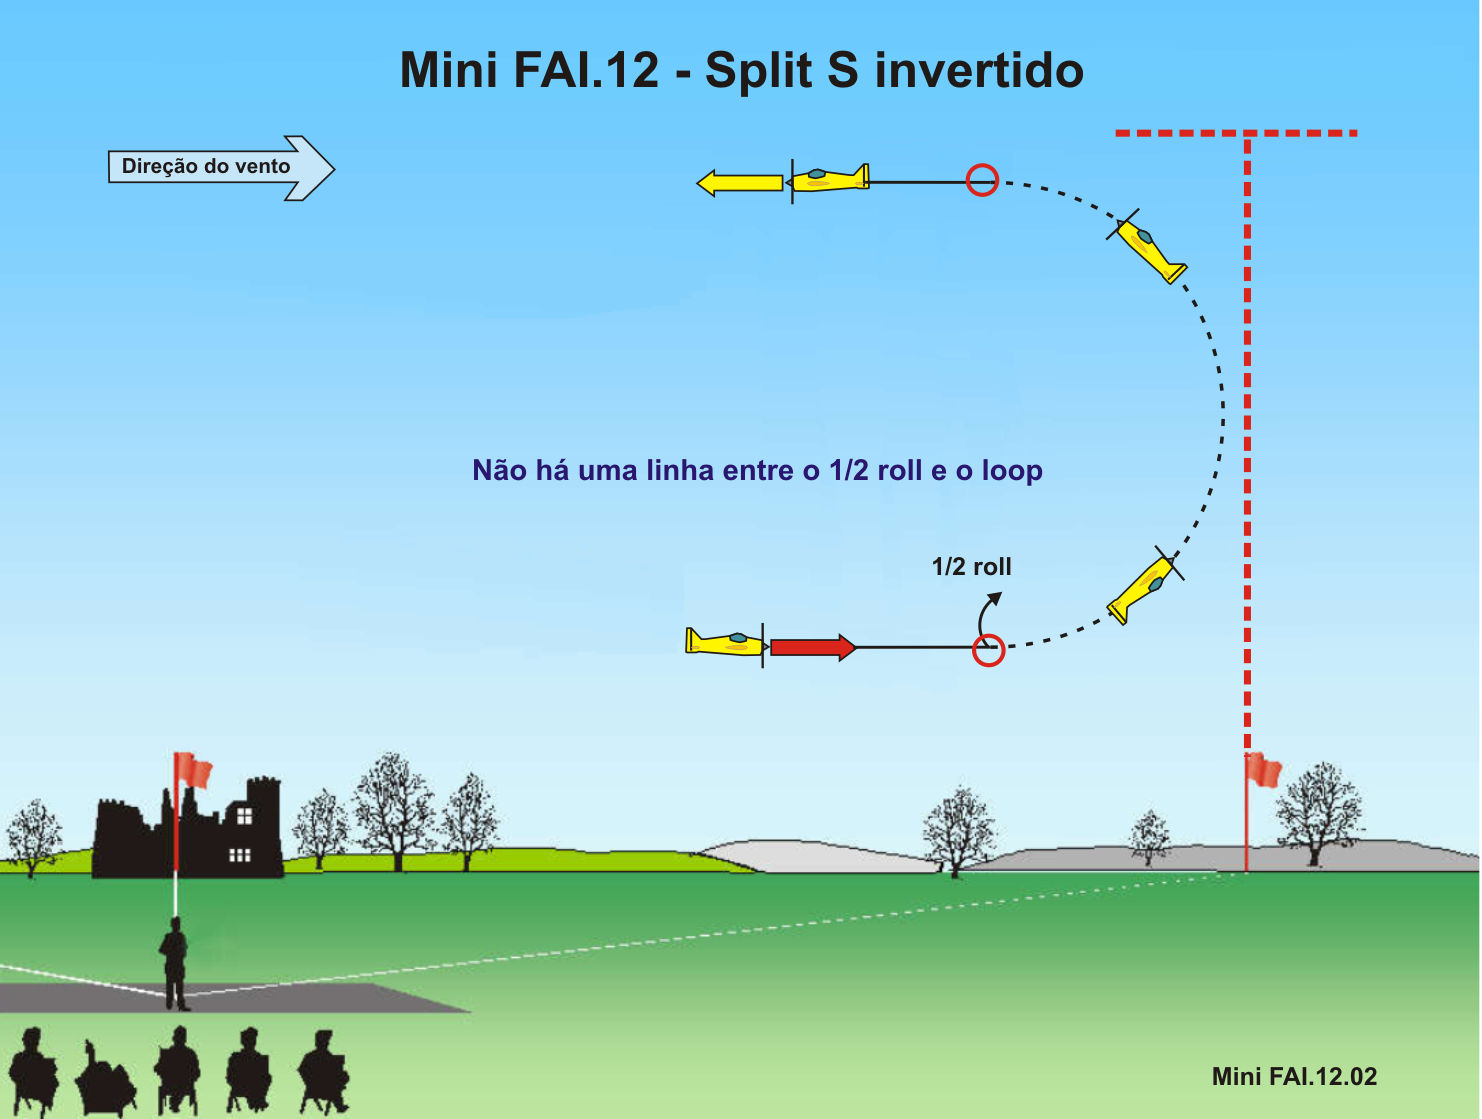 Mini FAI.12 - Split S invertido
Direção do vento
Não há uma linha entre o 1/2 roll e o loop
1/2 roll
Mini FAI.12.02